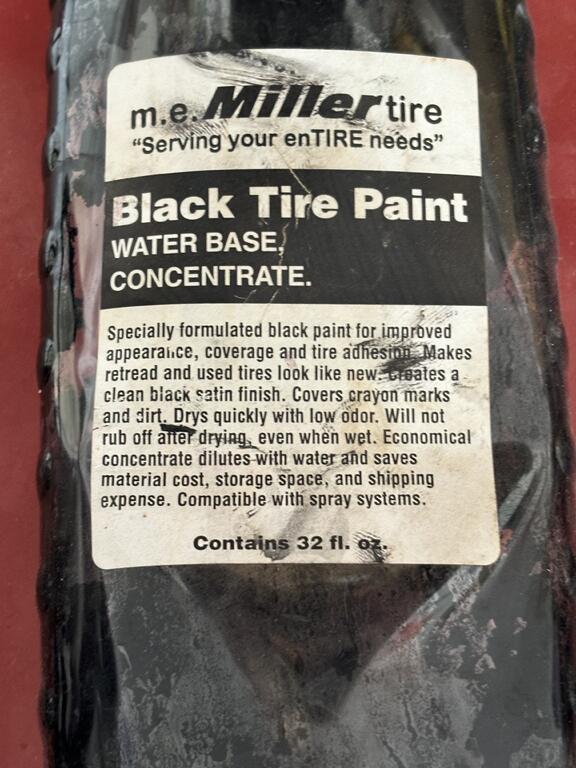 m.e. Miller tire
"Serving your enTIRE needs"
Black Tire Paint
WATER BASE,
CONCENTRATE.
Specially formulated black paint for improved
appearance, coverage and tire adhesion. Makes
retread and used tires look like new. Creates a
clean black satin finish. Covers crayon marks
and dirt. Drys quickly with low odor. Will not
rub off after drying, even when wet. Economical
concentrate dilutes with water and saves
material cost, storage space, and shipping
expense. Compatible with spray systems.
Contains 32 fl. oz.